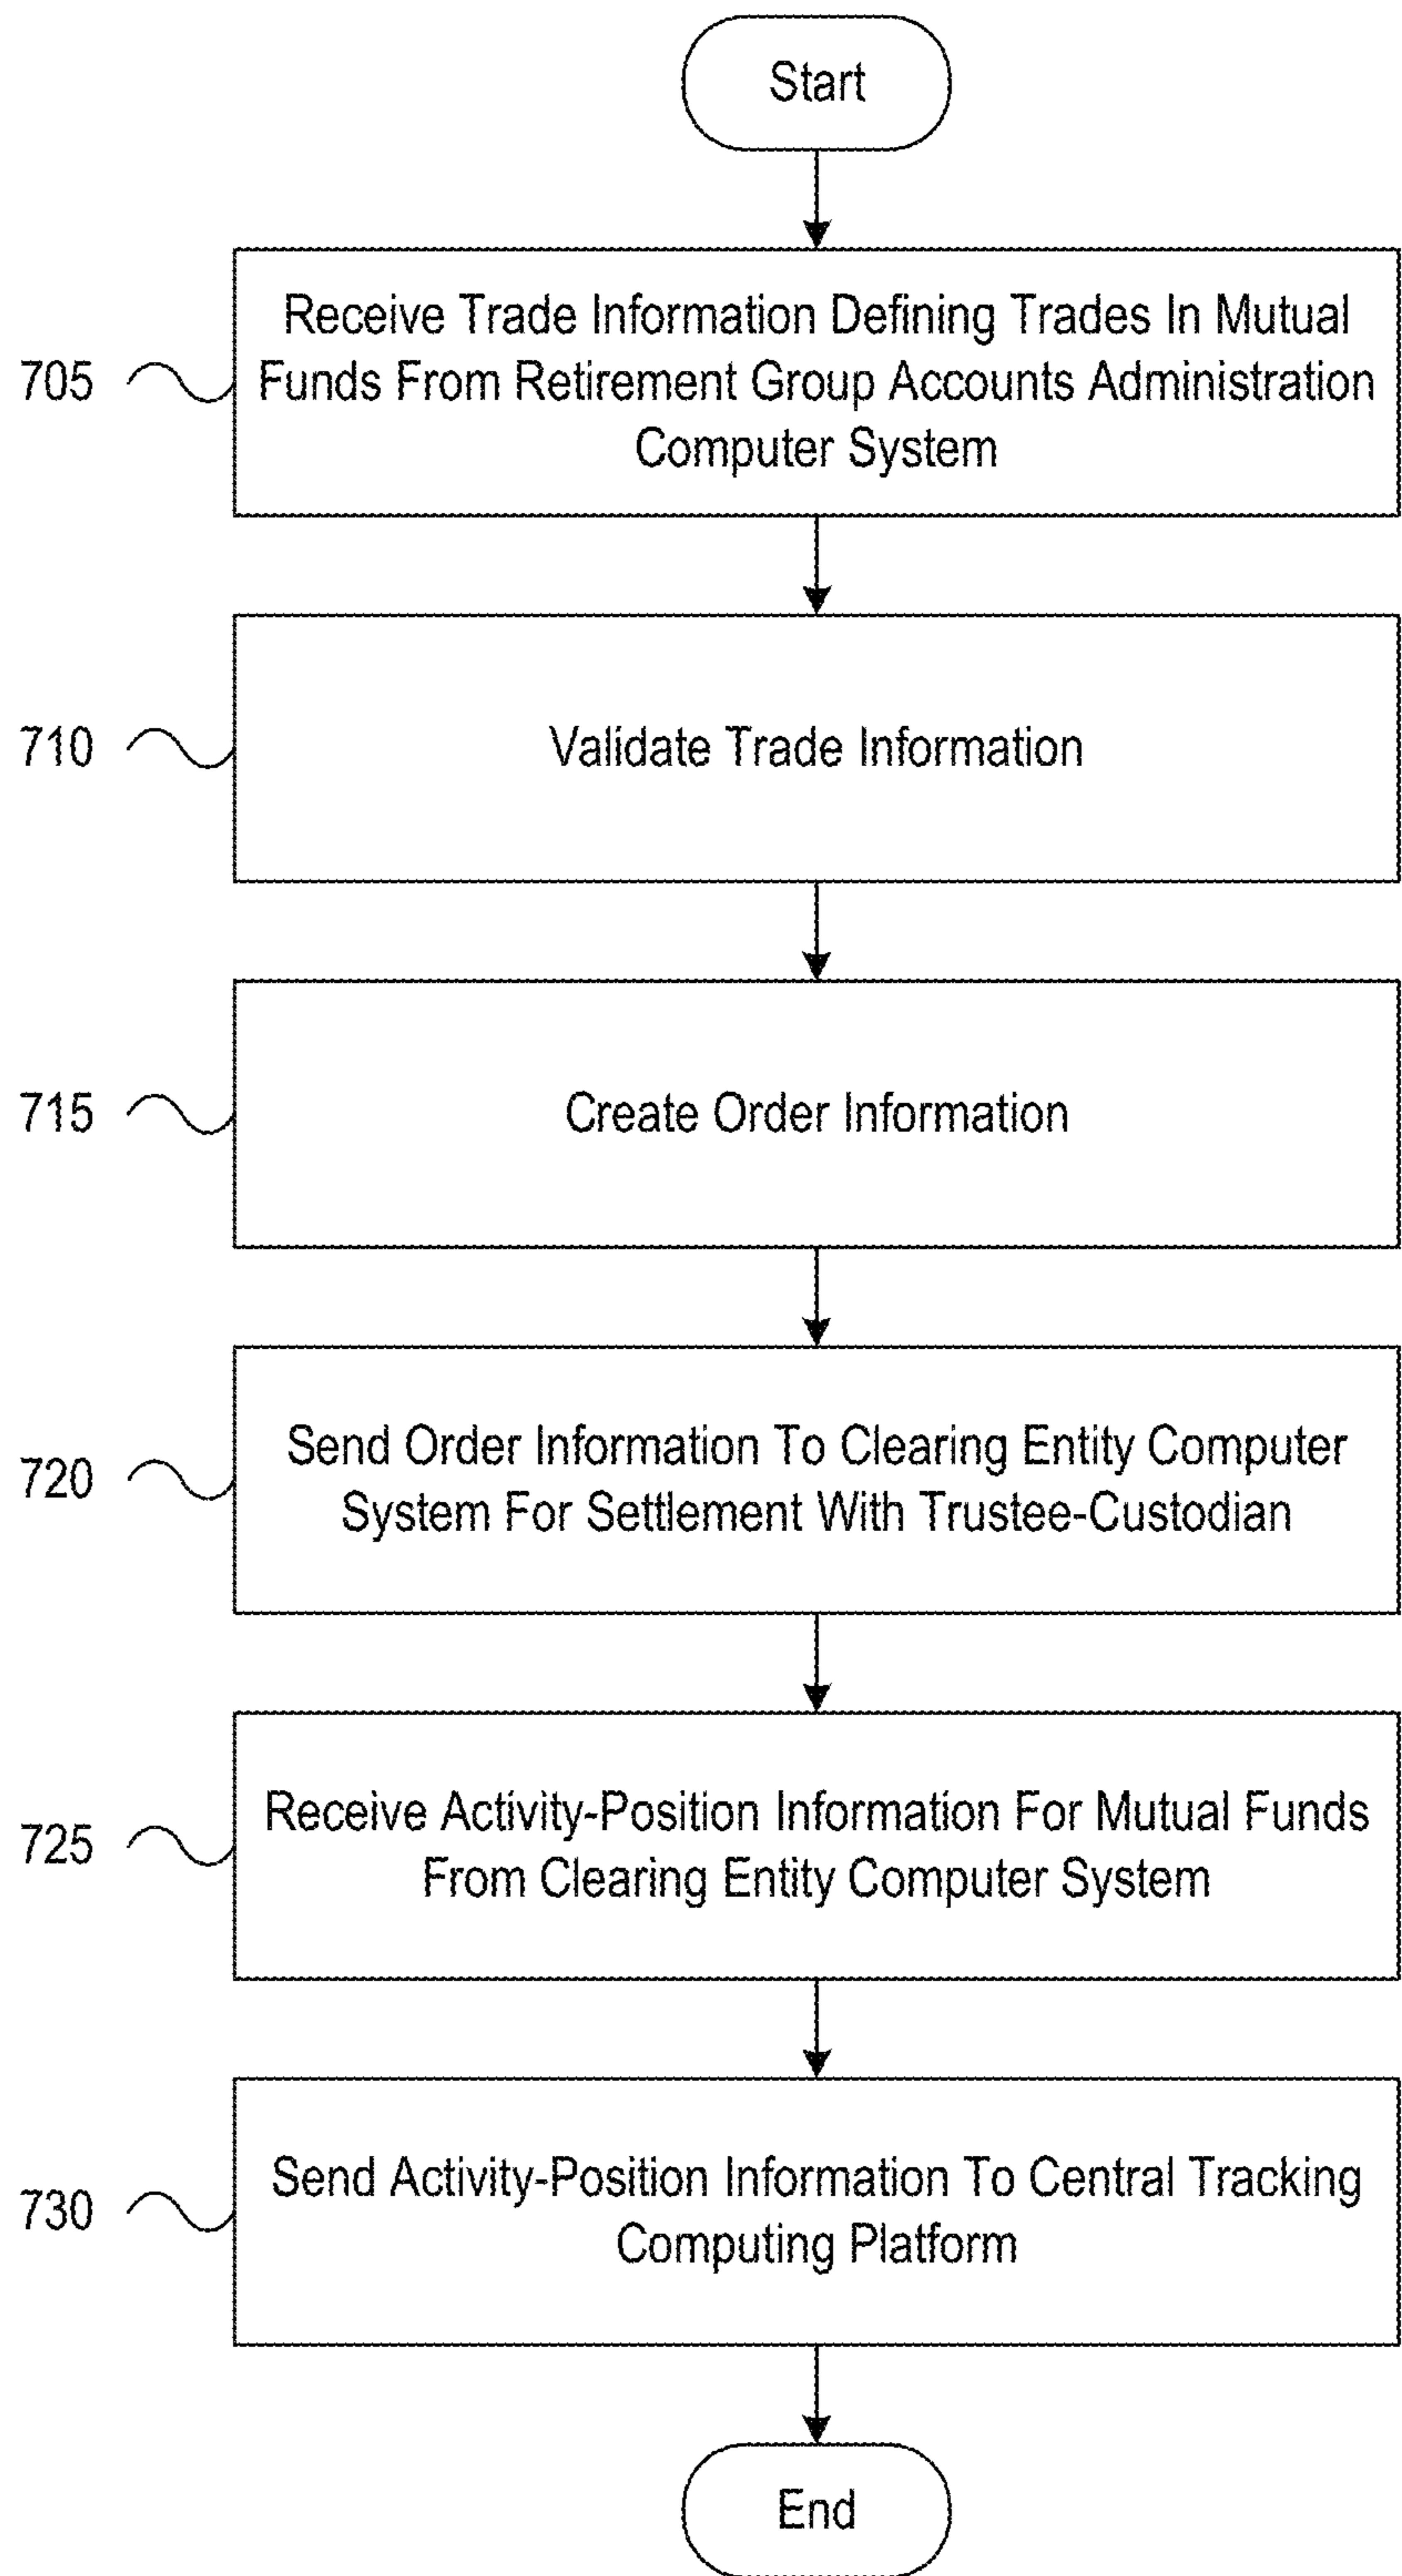 Start
705
Receive Trade Information Defining Trades In Mutual
Funds From Retirement Group Accounts Administration
Computer System
710
Validate Trade Information
715
Create Order Information
720
Send Order Information To Clearing Entity Computer
System For Settlement With Trustee-Custodian
725
Receive Activity-Position Information For Mutual Funds
From Clearing Entity Computer System
730
Send Activity-Position Information To Central Tracking
Computing Platform
End